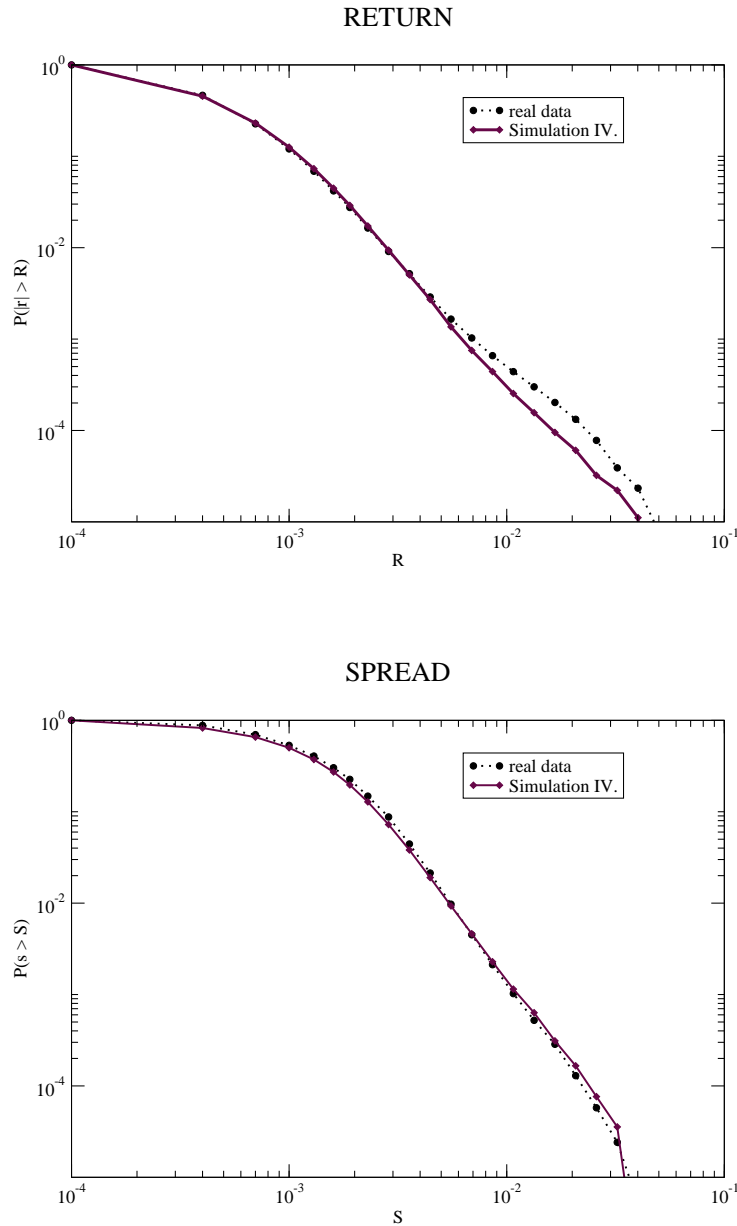 RETURN
10^0
real data
Simulation IV.
10^-2
P(|r| > R)
10^-4
10^-4 10^-3 10^-2 10^-1
R
SPREAD
10^0
real data
Simulation IV.
10^-2
P(s > S)
10^-4
10^-4 10^-3 10^-2 10^-1
S